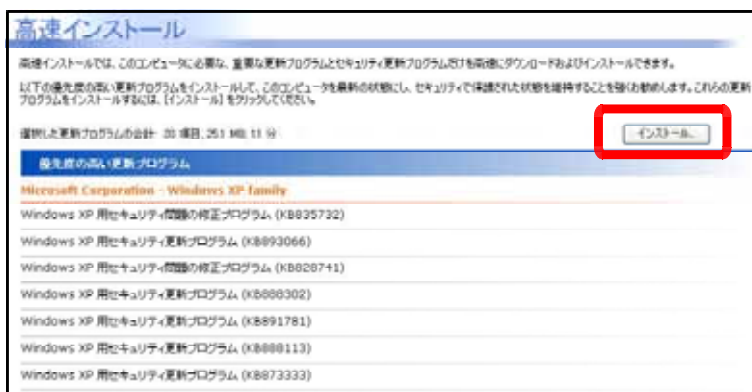 高速インストール
高速インストールでは、このコンピュータに必要な、重要な更新プログラムとセキュリティ更新プログラムだけを高速にダウンロードおよびインストールできます。
以下の優先度の高い更新プログラムをインストールして、このコンピュータを最新の状態にし、セキュリティで保護された状態を維持することを強くお勧めします。これらの更新
プログラムをインストールするには、[インストール] をクリックしてください。
選択した更新プログラムの合計: 項目, 25.1 MB, 11 分
インストール
優先度の高い更新プログラム
Microsoft Corporation - Windows XP family
Windows XP 用セキュリティ問題の修正プログラム (KB835732)
Windows XP 用セキュリティ更新プログラム (KB893066)
Windows XP 用セキュリティ問題の修正プログラム (KB828741)
Windows XP 用セキュリティ更新プログラム (KB888302)
Windows XP 用セキュリティ更新プログラム (KB891781)
Windows XP 用セキュリティ更新プログラム (KB888113)
Windows XP 用セキュリティ更新プログラム (KB873333)